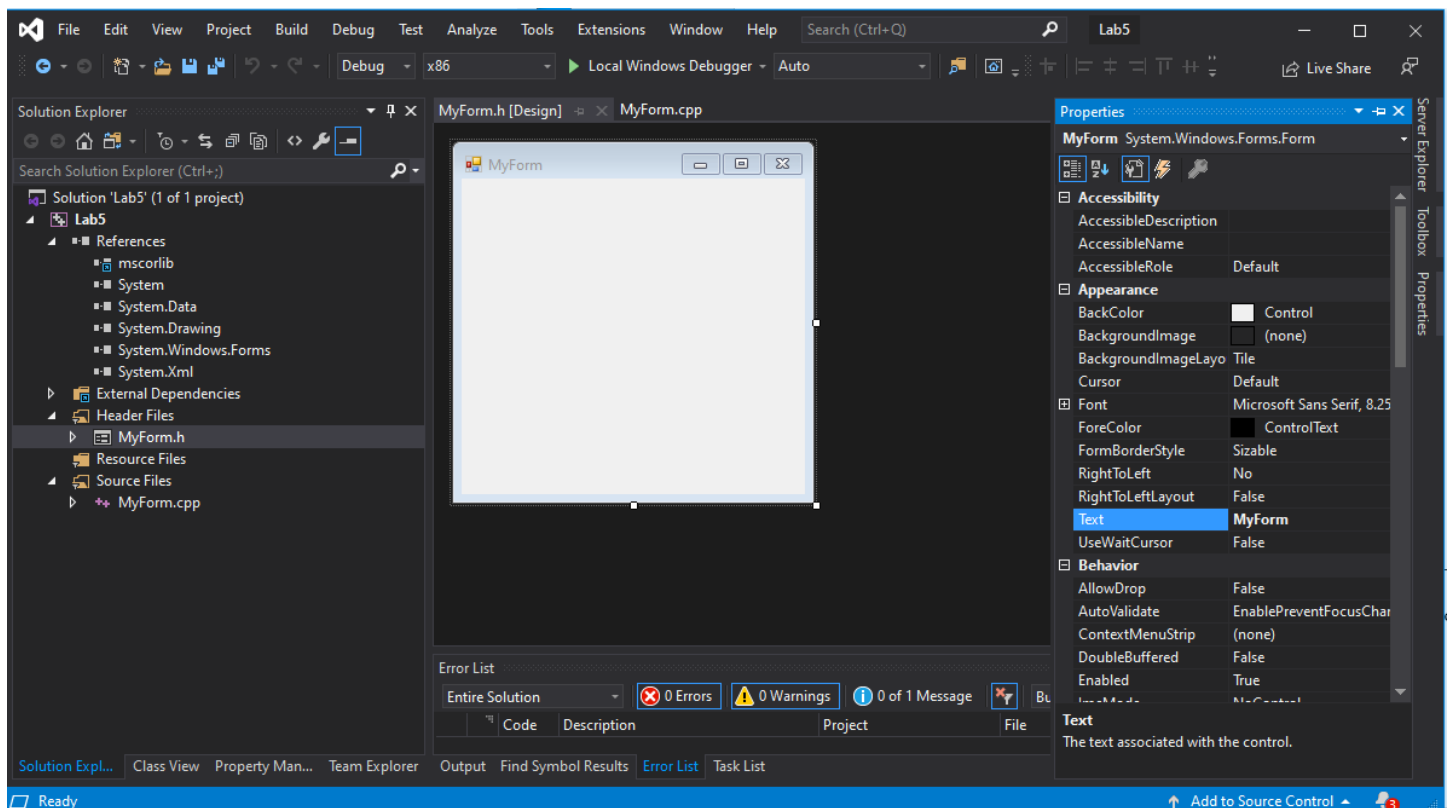 File Edit View Project Build Debug Test Analyze Tools Extensions Window Help Search (Ctrl+Q) Lab5
Debug x86 Local Windows Debugger Auto Live Share
Solution Explorer
Search Solution Explorer (Ctrl+;)
Solution 'Lab5' (1 of 1 project)
Lab5
References
mscorlib
System
System.Data
System.Drawing
System.Windows.Forms
System.Xml
External Dependencies
Header Files
MyForm.h
Resource Files
Source Files
MyForm.cpp
Solution Expl... Class View Property Man... Team Explorer
MyForm.h [Design] MyForm.cpp
MyForm
Error List
Entire Solution 0 Errors 0 Warnings 0 of 1 Message Bu
Code Description Project File
Output Find Symbol Results Error List Task List
Properties
MyForm System.Windows.Forms.Form
Accessibility
AccessibleDescription
AccessibleName
AccessibleRole Default
Appearance
BackColor Control
BackgroundImage (none)
BackgroundImageLayo Tile
Cursor Default
Font Microsoft Sans Serif, 8.25
ForeColor ControlText
FormBorderStyle Sizable
RightToLeft No
RightToLeftLayout False
Text MyForm
UseWaitCursor False
Behavior
AllowDrop False
AutoValidate EnablePreventFocusChar
ContextMenuStrip (none)
DoubleBuffered False
Enabled True
ImeMode NoControl
Text
The text associated with the control.
Server Explorer
Toolbox
Properties
Ready Add to Source Control 3